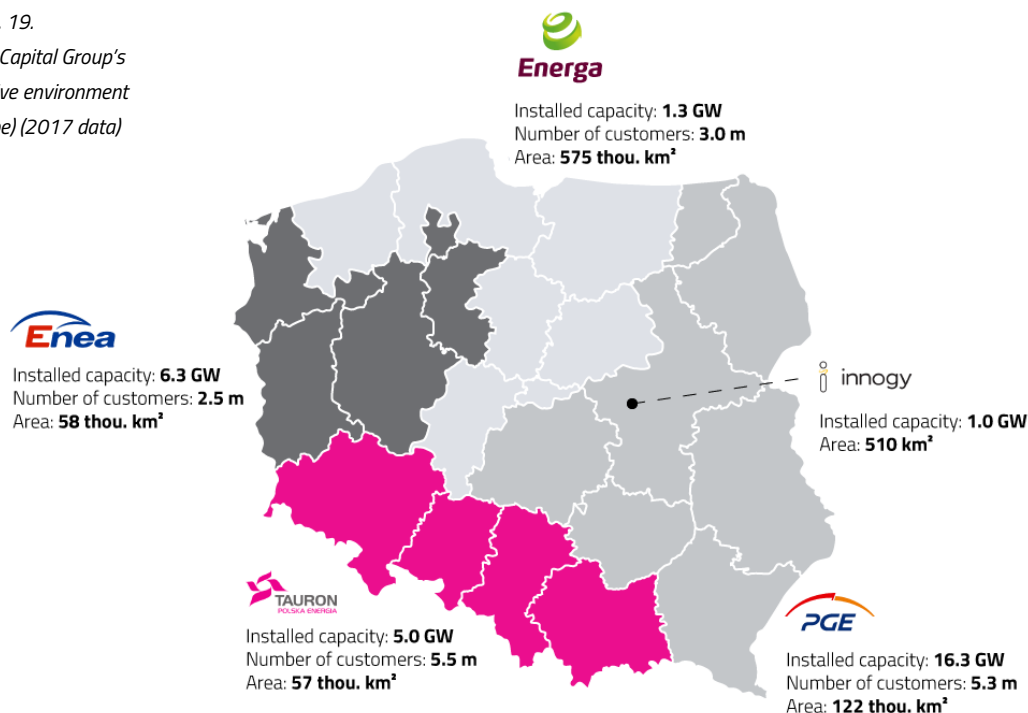 19.
Capital Group's
environment
(2017 data)
Energa
Installed capacity: 1.3 GW
Number of customers: 3.0 m
Area: 575 thou. km²
Enea
Installed capacity: 6.3 GW
Number of customers: 2.5 m
Area: 58 thou. km²
innogy
Installed capacity: 1.0 GW
Area: 510 km²
TAURON
POLSKA ENERGIA
Installed capacity: 5.0 GW
Number of customers: 5.5 m
Area: 57 thou. km²
PGE
Installed capacity: 16.3 GW
Number of customers: 5.3 m
Area: 122 thou. km²